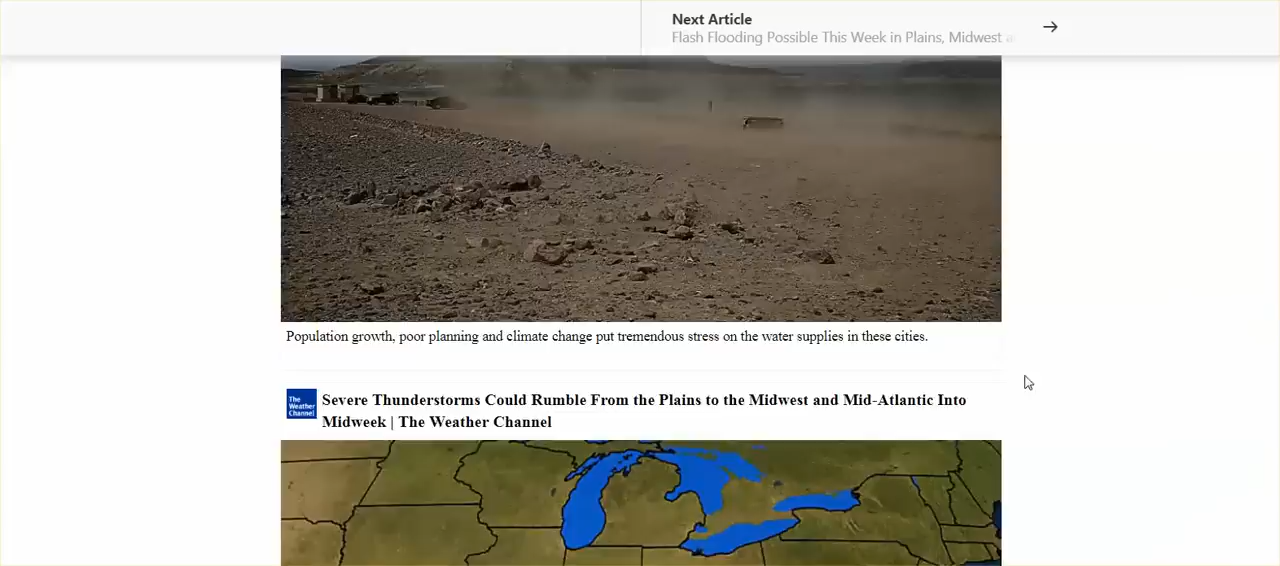 Next Article
Flash Flooding Possible This Week in Plains, Midwest
Population growth, poor planning and climate change put tremendous stress on the water supplies in these cities.
The
Weather
Channel
Severe Thunderstorms Could Rumble From the Plains to the Midwest and Mid-Atlantic Into
Midweek | The Weather Channel